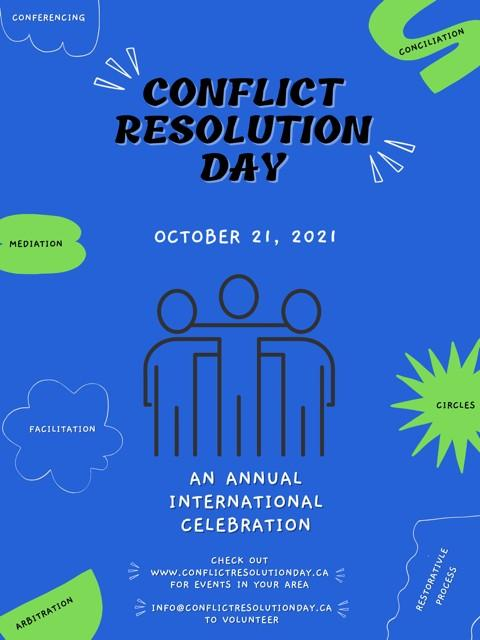 CONFERENCING
CONCILIATION
CONFLICT
RESOLUTION
DAY
OCTOBER 21, 2021
MEDIATION
CIRCLES
FACILITATION
AN ANNUAL
INTERNATIONAL
CELEBRATION
CHECK OUT
WWW.CONFLICTRESOLUTIONDAY.CA
FOR EVENTS IN YOUR AREA
INFO@CONFLICTRESOLUTIONDAY.CA
TO VOLUNTEER
ARBITRATION
RESTORATIVLE
PROCESS